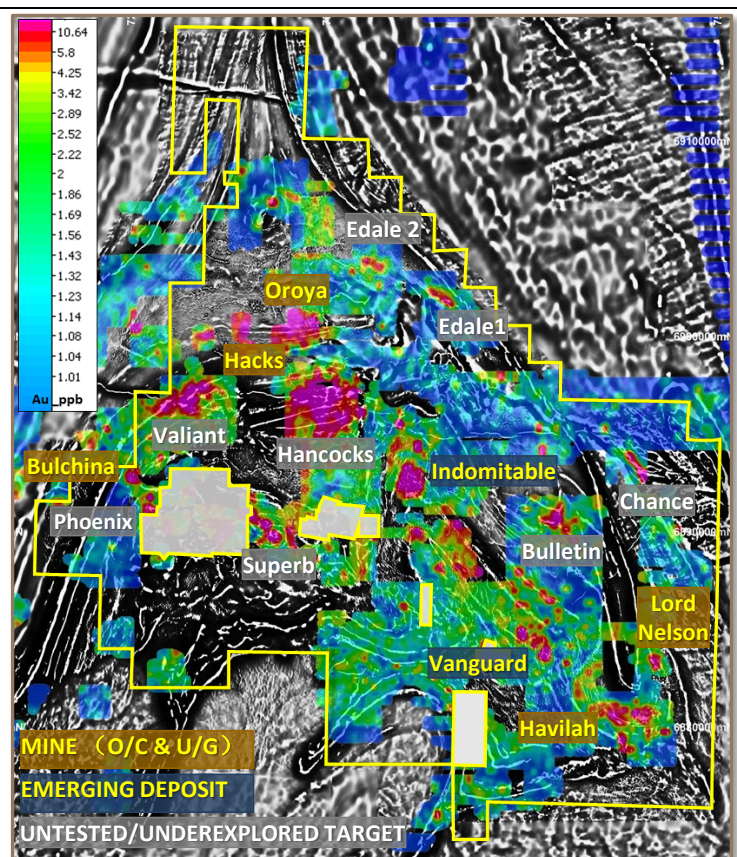 10.64
5.8
4.25
3.42
2.89
2.52
2.22
2
1.86
1.69
1.56
1.43
1.32
1.23
1.14
1.08
1.04
1.01
Au_ppb
6910000mN
Edale 2
Oroya
Edale1
Hacks
Valiant
Hancocks
Bulchina
Indomitable
Phoenix
Chance
Bulletin
Superb
Lord
Nelson
Vanguard
Havilah
MINE （O/C & U/G）
EMERGING DEPOSIT
UNTESTED/UNDEREXPLORED TARGET